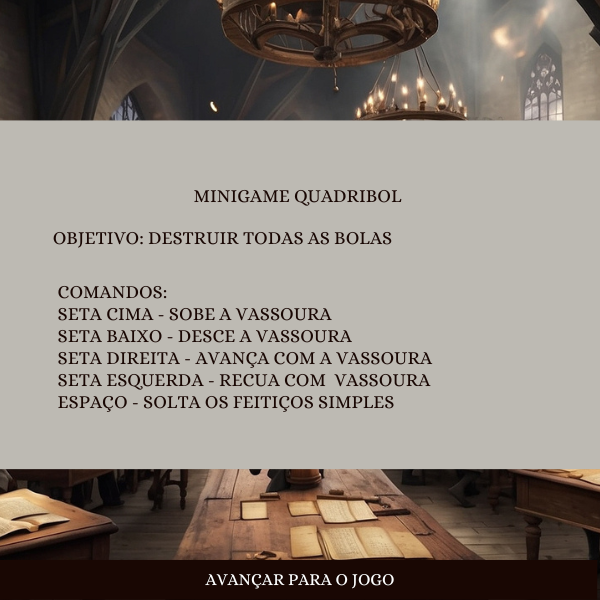 MINIGAME QUADRIBOL
OBJETIVO: DESTRUIR TODAS AS BOLAS
COMANDOS:
SETA CIMA - SOBE A VASSOURA
SETA BAIXO - DESCE A VASSOURA
SETA DIREITA - AVANÇA COM A VASSOURA
SETA ESQUERDA - RECUA COM VASSOURA
ESPAÇO - SOLTA OS FEITIÇOS SIMPLES
AVANÇAR PARA O JOGO